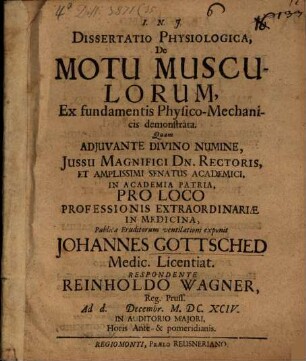 I. N. J.
DISSERTATIO PHYSIOLOGICA,
De
MOTU MUSCU-
LORUM,
Ex fundamentis Physico-Mechani-
cis demonstrata.
Quam
ADJUVANTE DIVINO NUMINE,
JUSSU MAGNIFICI DN. RECTORIS,
ET AMPLISSIMI SENATUS ACADEMICI,
IN ACADEMIA PATRIA,
PRO LOCO
PROFESSIONIS EXTRAORDINARIÆ
IN MEDICINA,
Publicæ Eruditorum ventilationi exponit
JOHANNES GOTTSCHED
Medic. Licentiat.
RESPONDENTE
REINHOLDO WAGNER,
Reg. Pruss.
Ad d. Decembr. M. DC. XCIV.
IN AUDITORIO MAJORI,
Horis Ante- & pomeridianis.
REGIOMONTI, PRÆLO REUSNERIANO.